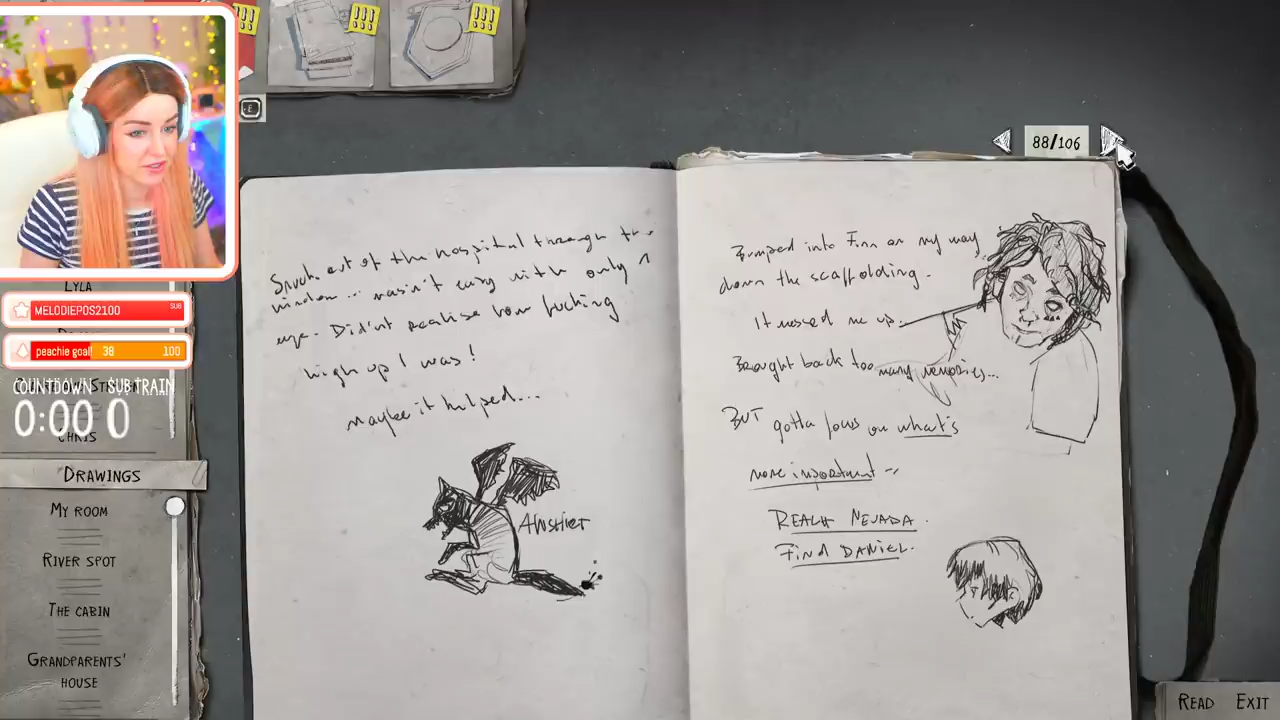 88/106
E
LYLA
CHRIS
DRAWINGS
MY ROOM
RIVER SPOT
THE CABIN
GRANDPARENTS'
HOUSE
MELODIEPOS2100
SUB
peachie goal!
38
100
COUNTDOWN
SUB TRAIN
0:00
0
Snuck out of the hospital through the
window... wasn't easy with only 1
eye. Didn't realise how fucking
high up I was!
maybe it helped...
Bumped into Finn on my way
down the scaffolding.
It messed me up.
Brought back too many memories...
BUT gotta focus on what's
more important
REACH NEVADA.
FIND DANIEL.
READ
EXIT